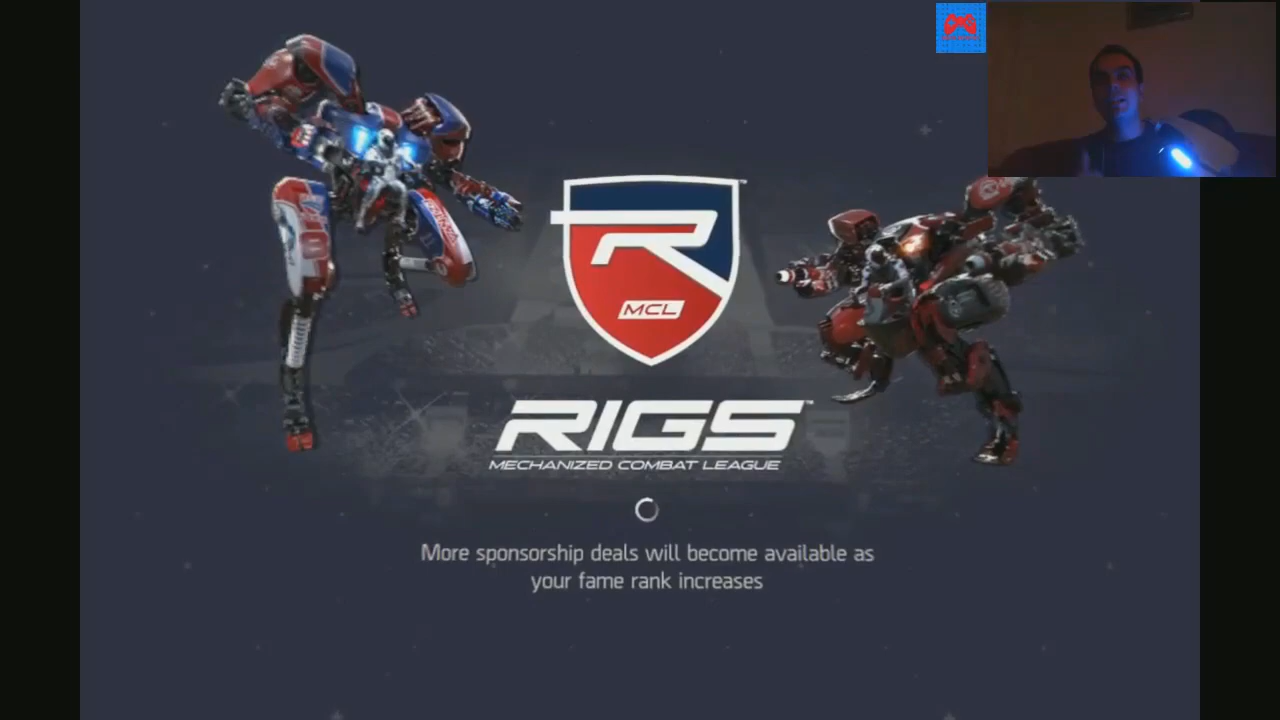 R
MCL
RIGS
MECHANIZED COMBAT LEAGUE
More sponsorship deals will become available as
your fame rank increases